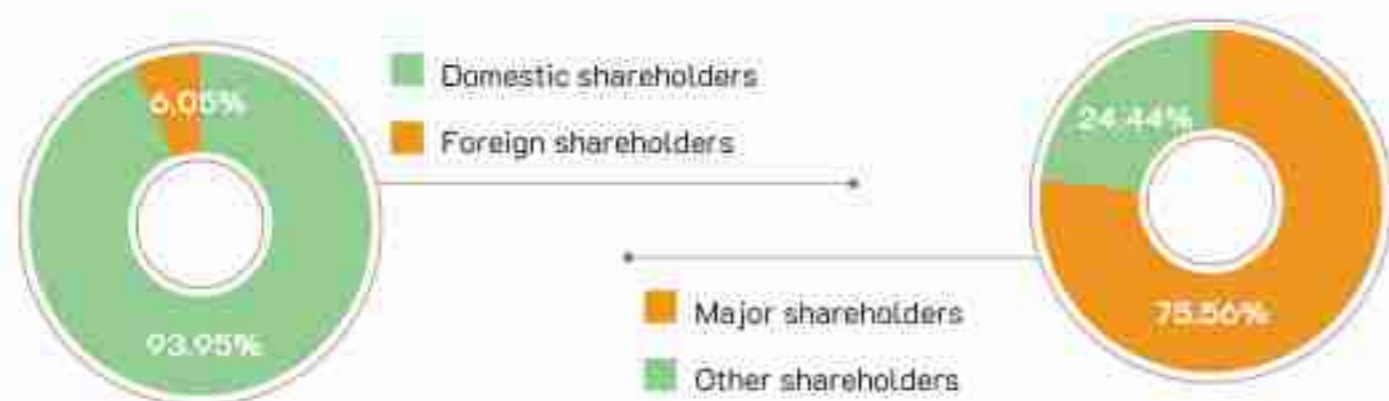 6.05%
93.95%
Domestic shareholders
Foreign shareholders
24.44%
75.56%
Major shareholders
Other shareholders